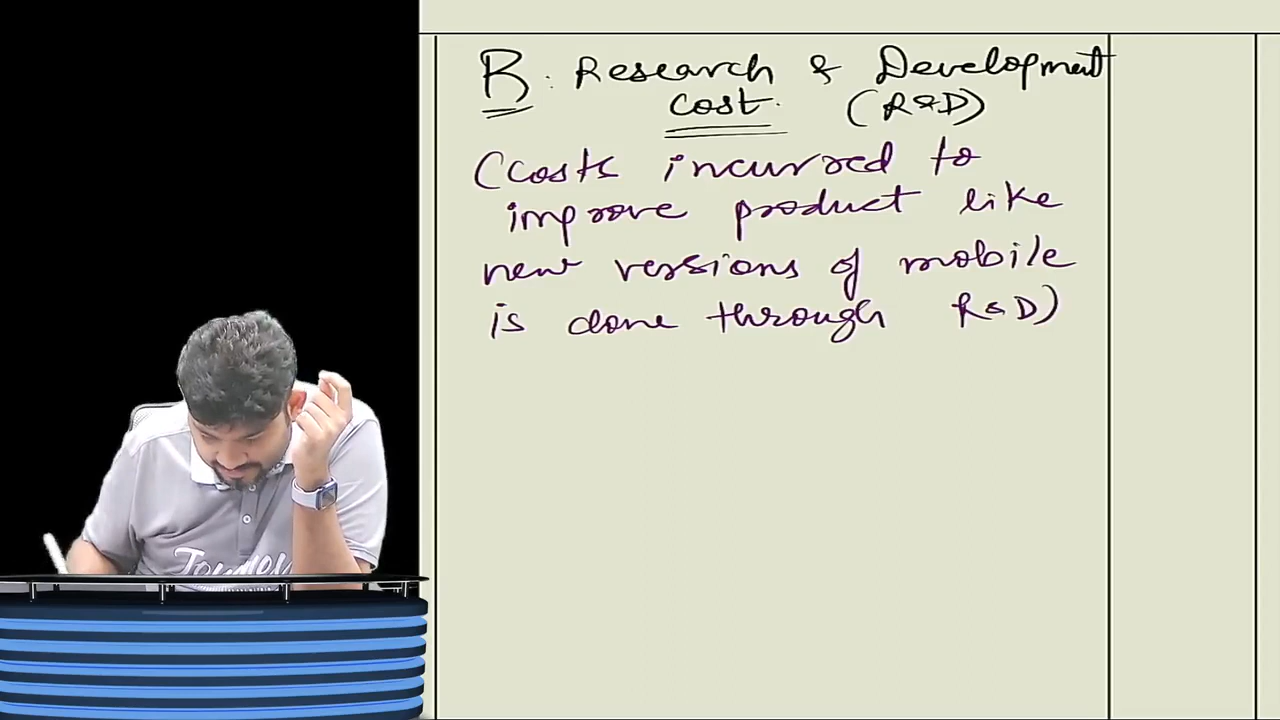 R: Research & Development
cost. (R&D)
(costs incurred to
improve product like
new versions of mobile
is done through R&D)